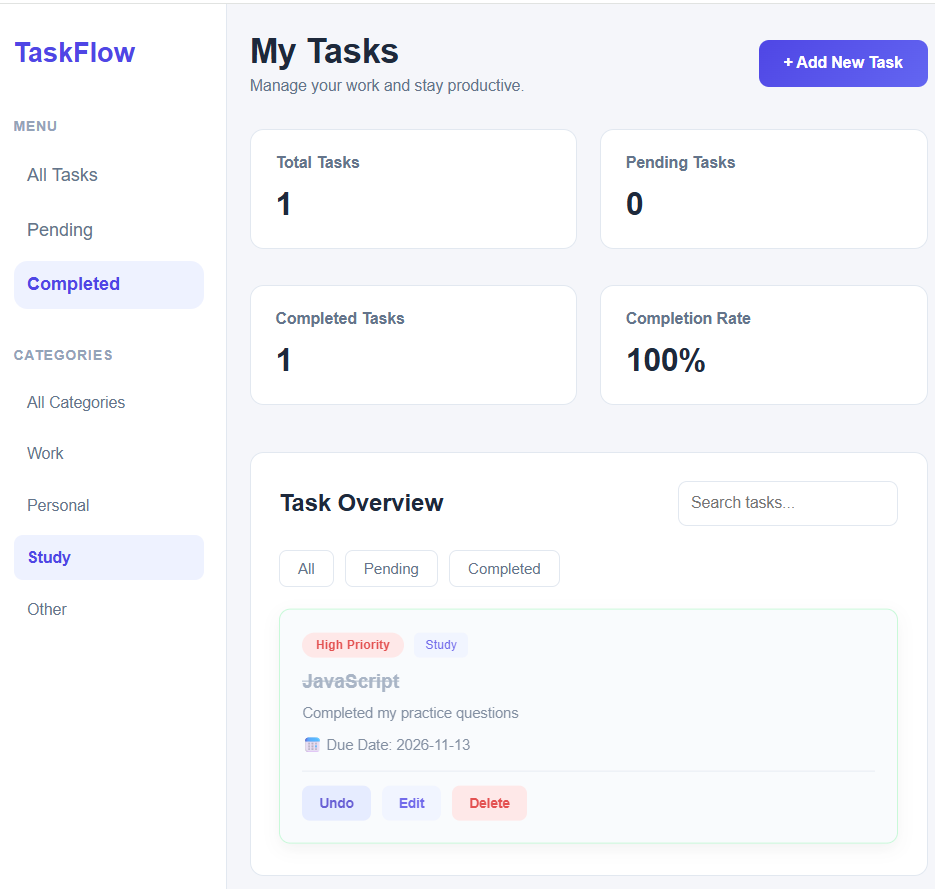 TaskFlow
MENU
All Tasks
Pending
Completed
CATEGORIES
All Categories
Work
Personal
Study
Other
My Tasks
Manage your work and stay productive.
+ Add New Task
Total Tasks
1
Pending Tasks
0
Completed Tasks
1
Completion Rate
100%
Task Overview
Search tasks...
All
Pending
Completed
High Priority
Study
JavaScript
Completed my practice questions
Due Date: 2026-11-13
Undo
Edit
Delete